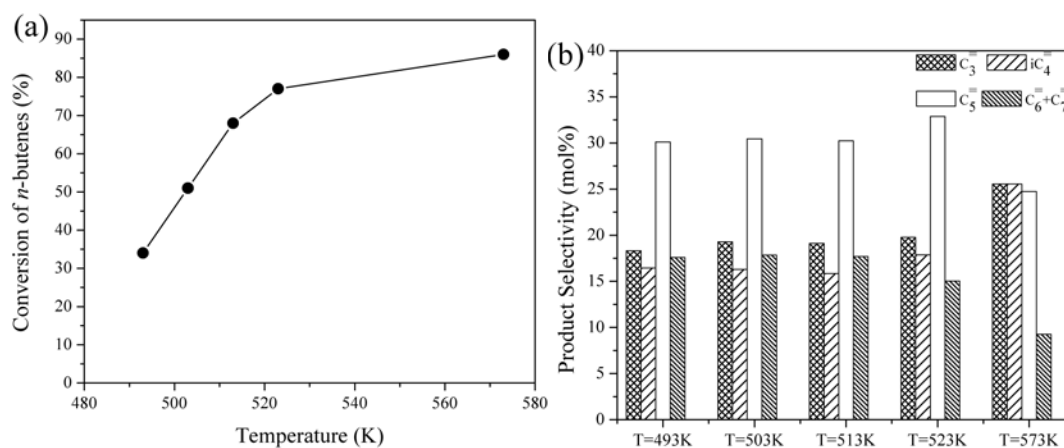 (a)
90
80
70
60
50
40
30
20
10
0
Conversion of n-butenes (%)
480 500 520 540 560 580
Temperature (K)
(b)
40
35
30
25
20
15
10
5
0
Product Selectivity (mol%)
C₃⁼ iC₄⁼
C₅⁼ C₆⁼+C₇⁼
T=493K T=503K T=513K T=523K T=573K